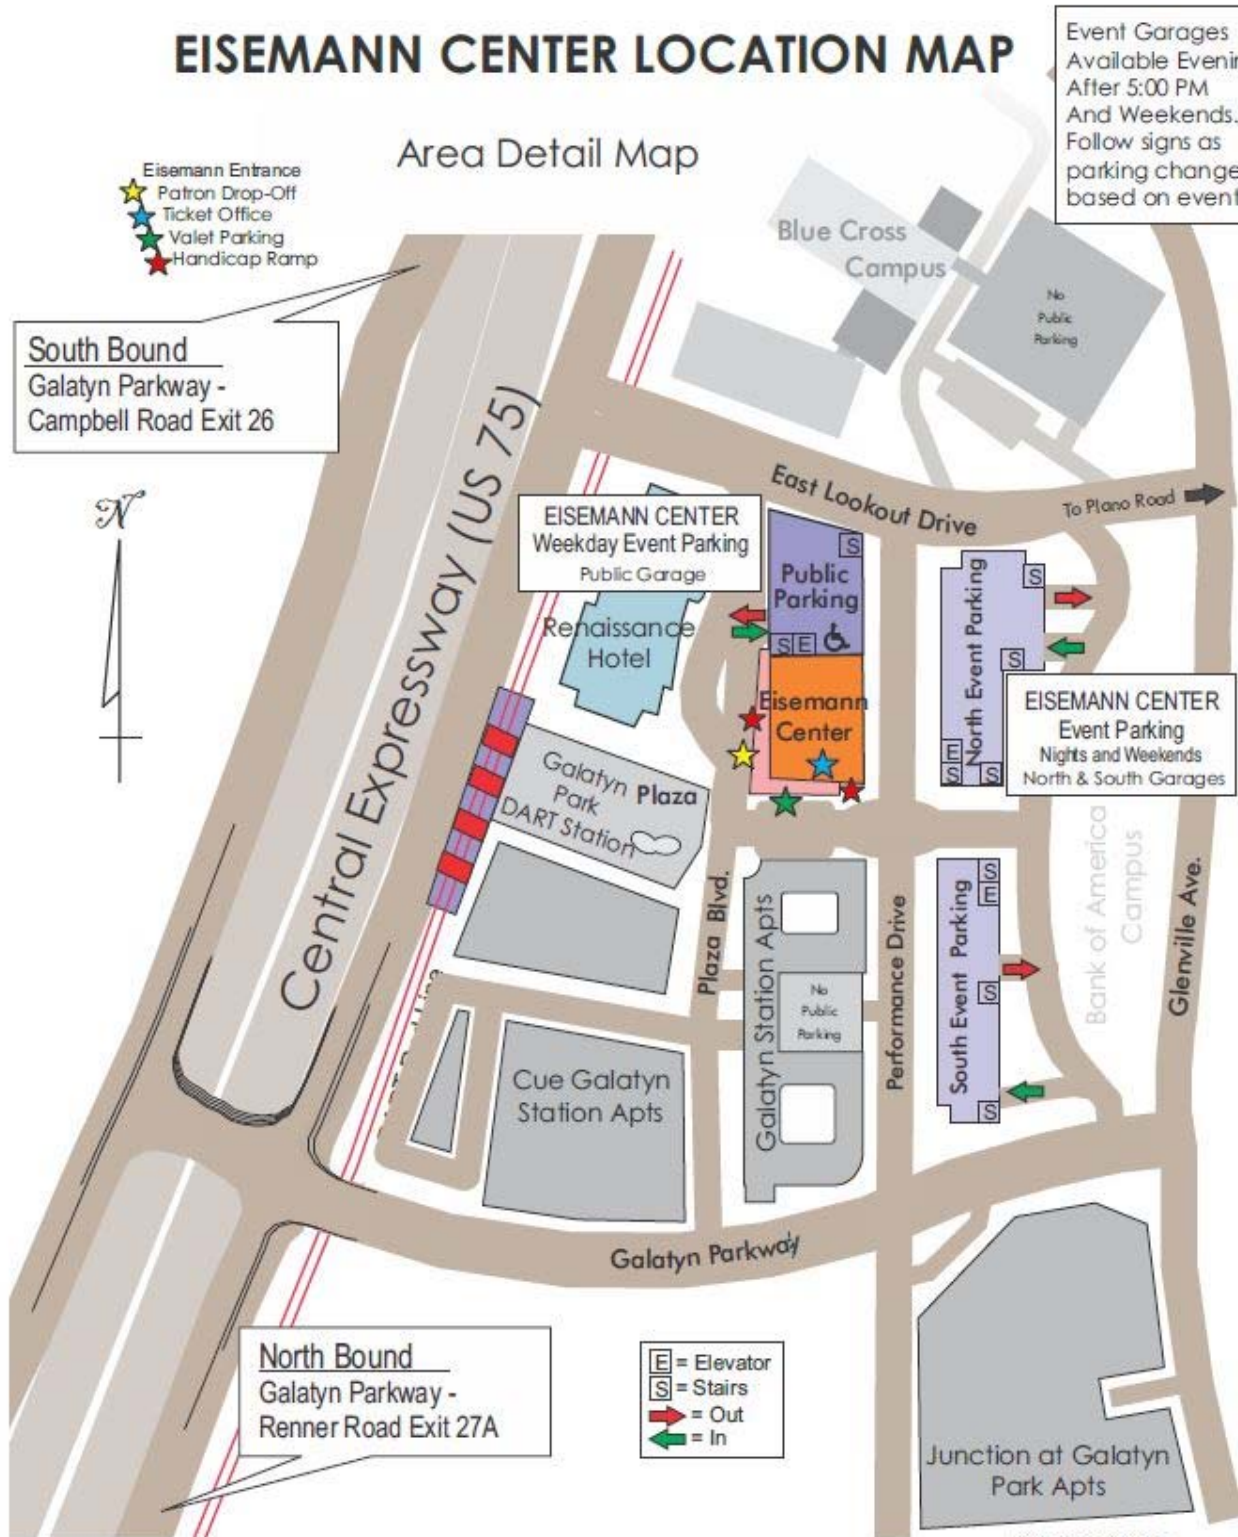 EISEMANN CENTER LOCATION MAP
Event Garages
Available
After 5:00 PM
And Weekends.
Follow signs as
parking
based on
Area Detail Map
Eisemann Entrance
Patron Drop-Off
Ticket Office
Valet Parking
Handicap Ramp
South Bound
Galatyn Parkway -
Campbell Road Exit 26
N
Central Expressway (US 75)
Blue Cross
Campus
No
Public
Parking
East Lookout Drive
To Plano Road
EISEMANN CENTER
Weekday Event Parking
Public Garage
Renaissance
Hotel
S
Public
Parking
S E
Eisemann
Center
North Event Parking
S
S
E
S S
EISEMANN CENTER
Event Parking
Nights and Weekends
North & South Garages
Galatyn Plaza
Park
DART Station
Plaza Blvd.
Galatyn Station Apts
No
Public
Parking
Performance Drive
South Event Parking
S
E
S
S
Bank of America
Campus
Glenville Ave.
Cue Galatyn
Station Apts
Galatyn Parkway
North Bound
Galatyn Parkway -
Renner Road Exit 27A
E = Elevator
S = Stairs
= Out
= In
Junction at Galatyn
Park Apts